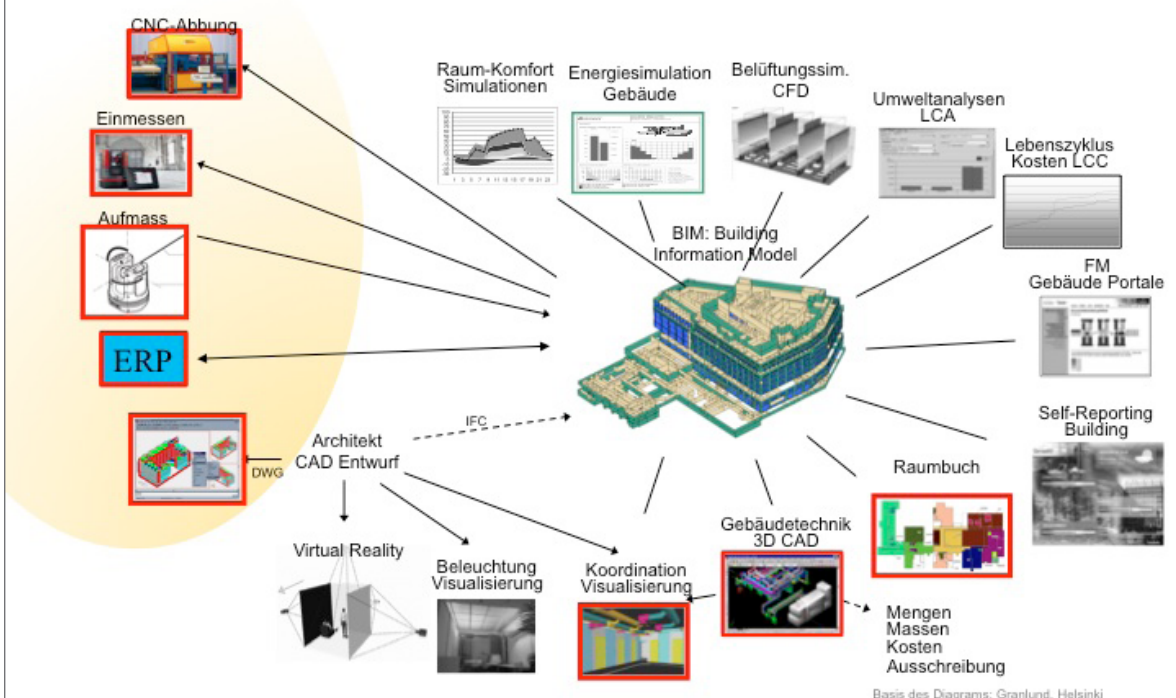 CNC-Abbung
Einmessen
Aufmass
ERP
DWG
Architekt
CAD Entwurf
IFC
Raum-Komfort
Simulationen
Energiesimulation
Gebäude
Belüftungssim.
CFD
Umweltanalysen
LCA
Lebenszyklus
Kosten LCC
BIM: Building
Information Model
FM
Gebäude Portale
Self-Reporting
Building
Raumbuch
Gebäudetechnik
3D CAD
Koordination
Visualisierung
Beleuchtung
Visualisierung
Virtual Reality
Mengen
Massen
Kosten
Ausschreibung
Basis des Diagrams: Granlund, Helsinki